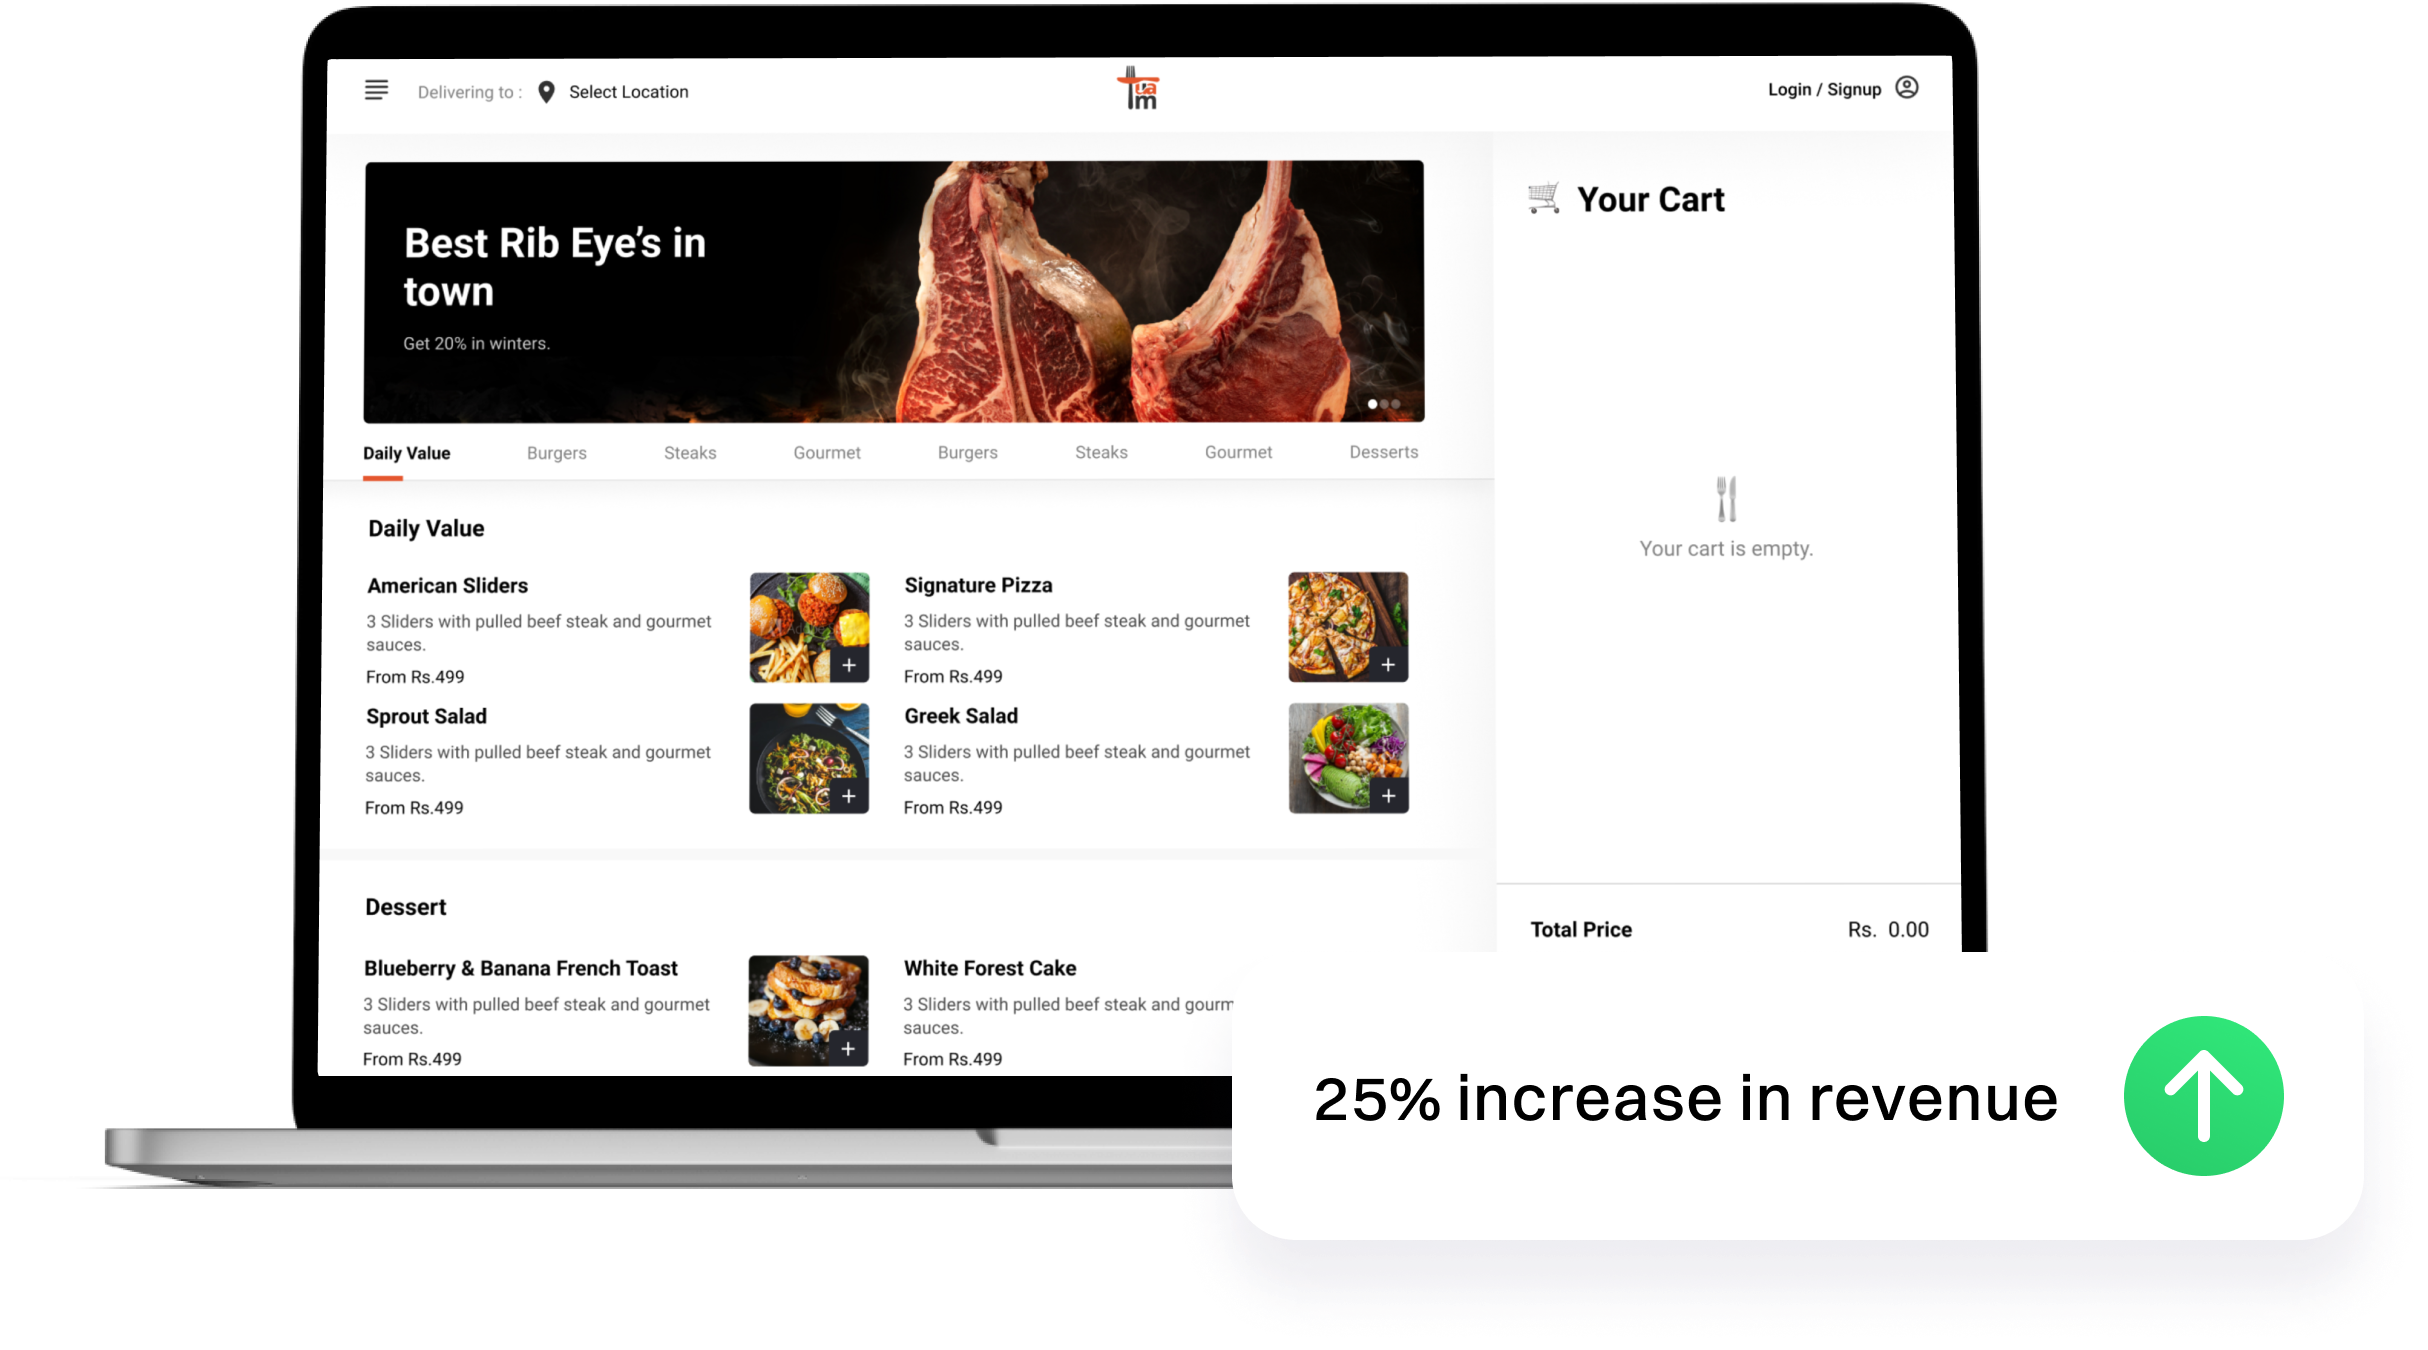 Delivering to :
Select Location
Tuam
Login / Signup
Best Rib Eye’s in
town
Get 20% in winters.
Your Cart
Daily Value
Burgers
Steaks
Gourmet
Burgers
Steaks
Gourmet
Desserts
Daily Value
American Sliders
3 Sliders with pulled beef steak and gourmet
sauces.
From Rs.499
Signature Pizza
3 Sliders with pulled beef steak and gourmet
sauces.
From Rs.499
Sprout Salad
3 Sliders with pulled beef steak and gourmet
sauces.
From Rs.499
Greek Salad
3 Sliders with pulled beef steak and gourmet
sauces.
From Rs.499
Your cart is empty.
Total Price
Rs. 0.00
Dessert
Blueberry & Banana French Toast
3 Sliders with pulled beef steak and gourmet
sauces.
From Rs.499
White Forest Cake
3 Sliders with pulled beef steak and gourm
sauces.
From Rs.499
25% increase in revenue